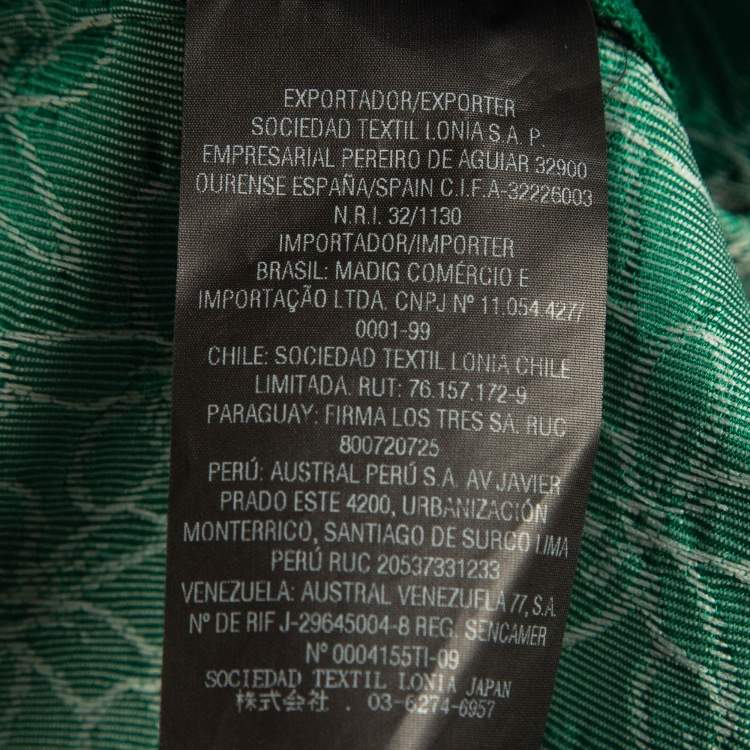 EXPORTADOR/EXPORTER
SOCIEDAD TEXTIL LONIA S.A. P.
EMPRESARIAL PEREIRO DE AGUIAR 32900
OURENSE ESPAÑA/SPAIN C.I.F.A-32226003
N.R.I. 32/1130
IMPORTADOR/IMPORTER
BRASIL: MADIG COMÉRCIO E
IMPORTAÇÃO LTDA. CNPJ Nº 11.054.427/
0001-99
CHILE: SOCIEDAD TEXTIL LONIA CHILE
LIMITADA. RUT: 76.157.172-9
PARAGUAY: FIRMA LOS TRES SA. RUC
800720725
PERÚ: AUSTRAL PERÚ S.A. AV JAVIER
PRADO ESTE 4200, URBANIZACIÓN
MONTERRICO, SANTIAGO DE SURCO LIMA
PERÚ RUC 20537331233
VENEZUELA: AUSTRAL VENEZUELA 77, S.A.
Nº DE RIF J-29645004-8 REG. SENCAMER
Nº 0004155TI-09
SOCIEDAD TEXTIL LONIA JAPAN
株式会社 . 03-6274-6957